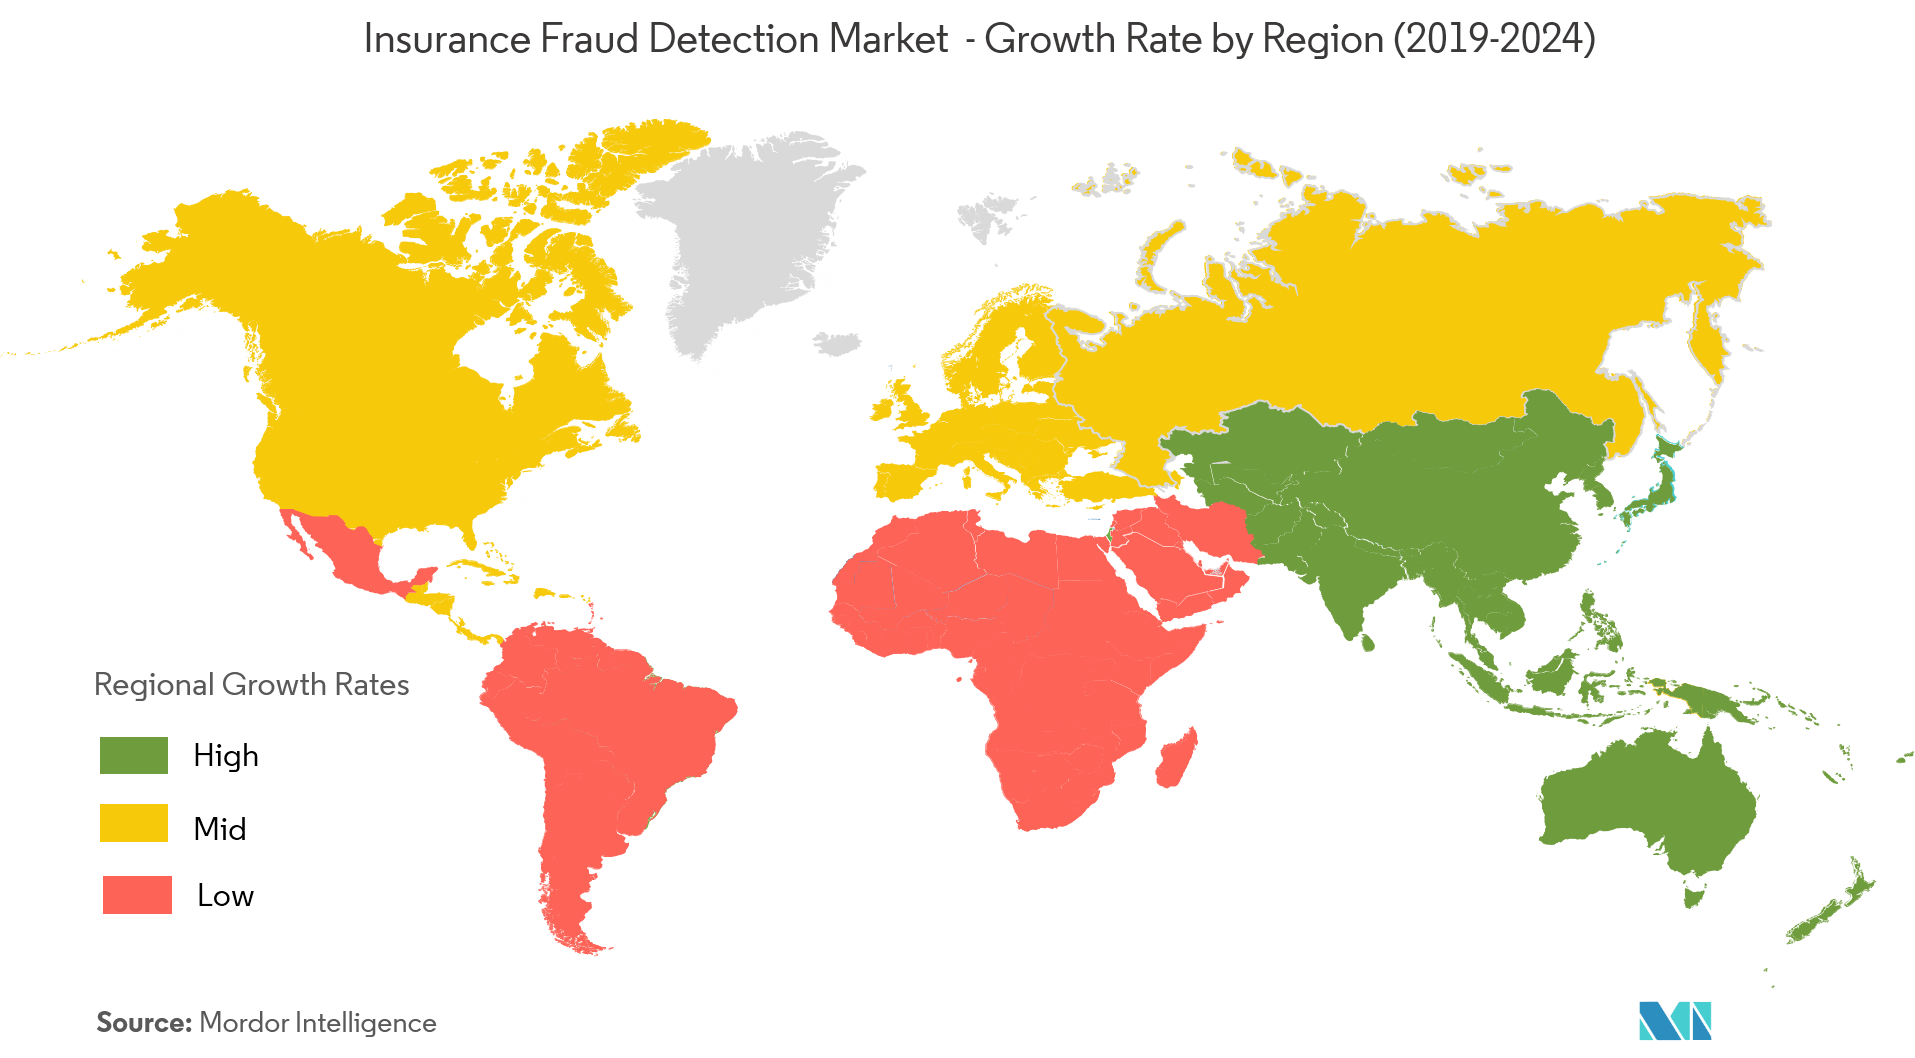 Insurance Fraud Detection Market - Growth Rate by Region (2019-2024)
Regional Growth Rates
High
Mid
Low
Source: Mordor Intelligence